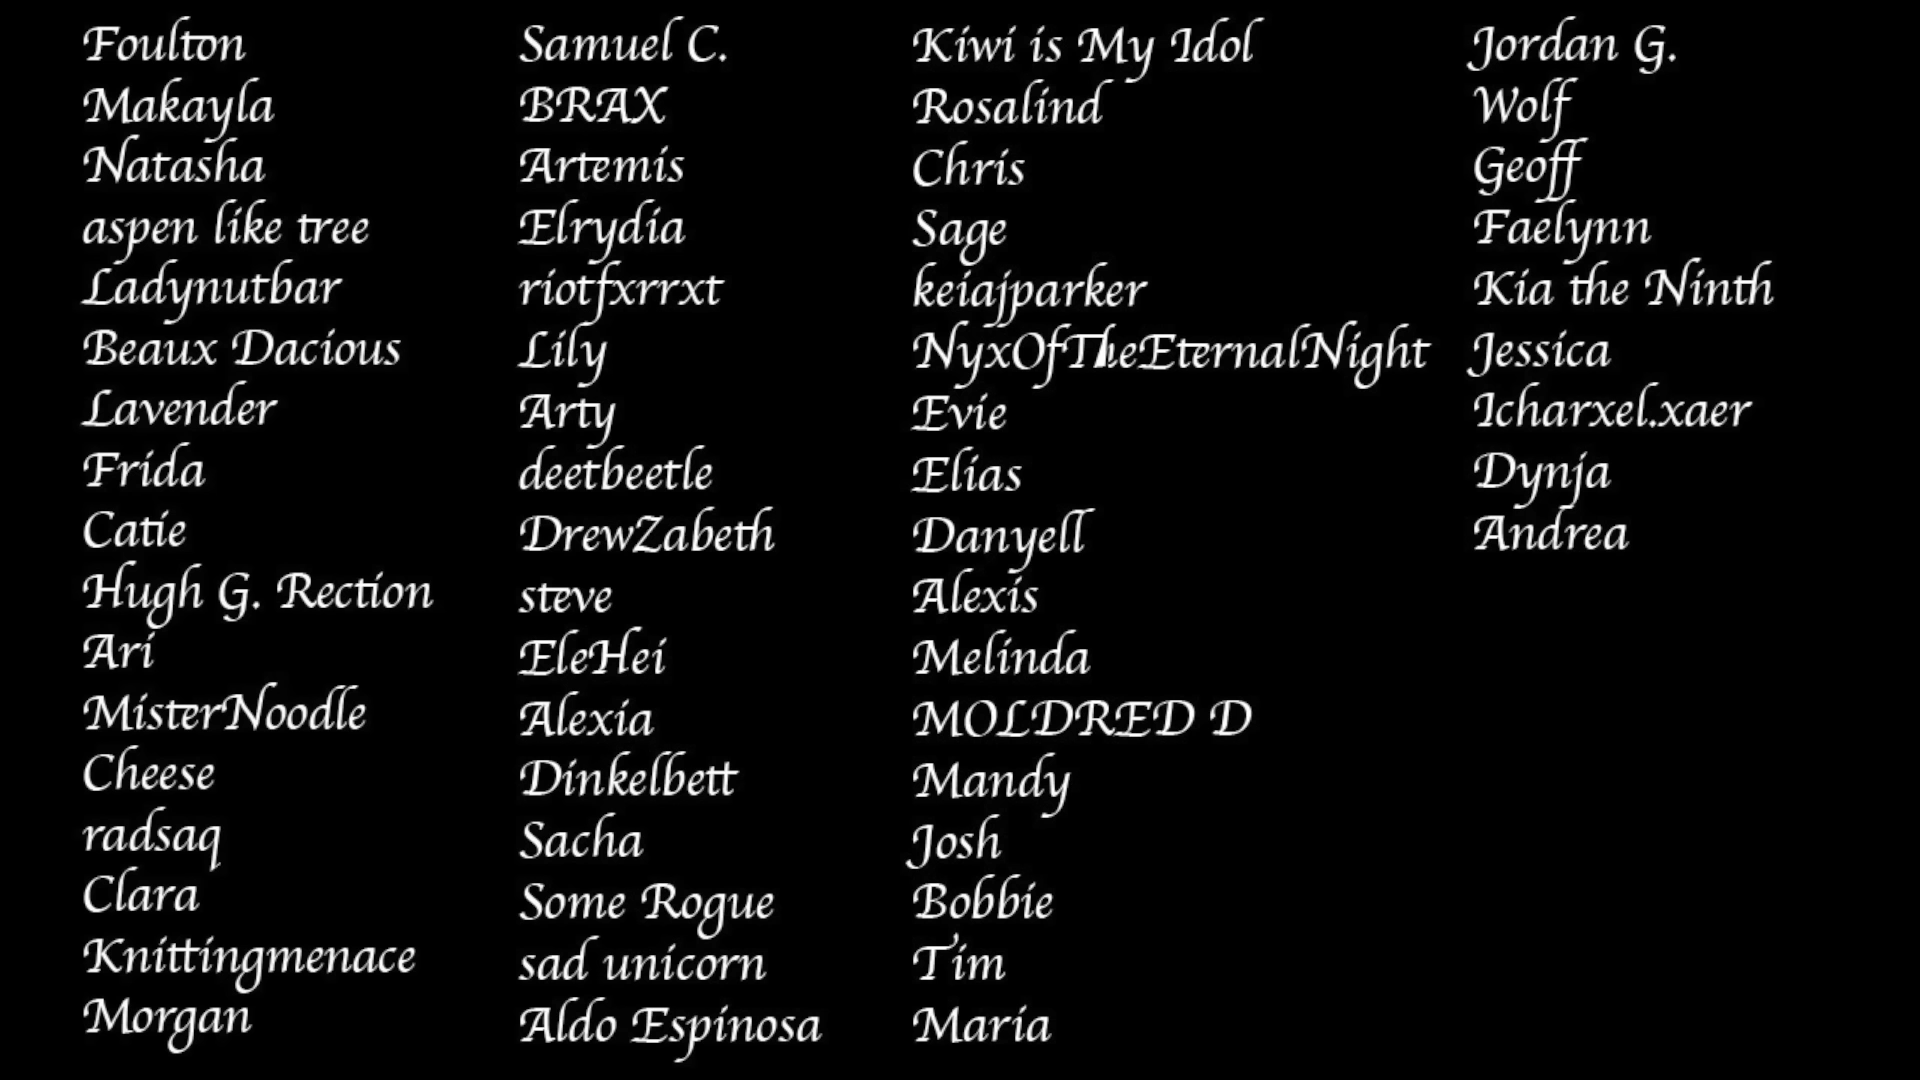 Foulton
Makayla
Natasha
aspen like tree
Ladynutbar
Beaux Dacious
Lavender
Frida
Catie
Hugh G. Rection
Ari
MisterNoodle
Cheese
radsaq
Clara
Knittingmenace
Morgan
Samuel C.
BRAX
Artemis
Elrydia
riotfxrrxt
Lily
Arty
deetbeetle
DrewZabeth
steve
EleHei
Alexia
Dinkelbett
Sacha
Some Rogue
sad unicorn
Aldo Espinosa
Kiwi is My Idol
Rosalind
Chris
Sage
keiajparker
NyxOfTheEternalNight
Evie
Elias
Danyell
Alexis
Melinda
MOLDRED D
Mandy
Josh
Bobbie
Tim
Maria
Jordan G.
Wolf
Geoff
Faelynn
Kia the Ninth
Jessica
Icharxel.xaer
Dynja
Andrea